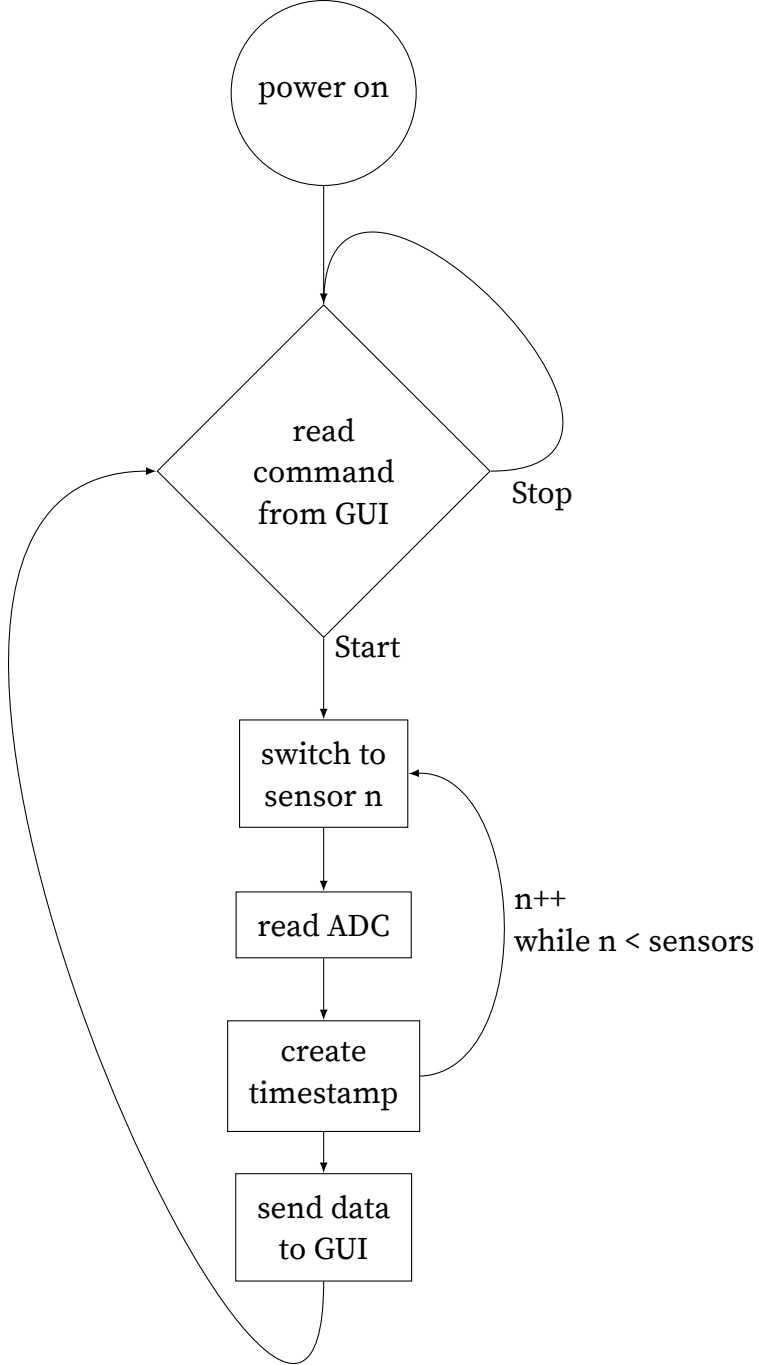 power on
read
command
from GUI
Stop
Start
switch to
sensor n
read ADC
n++
while n < sensors
create
timestamp
send data
to GUI